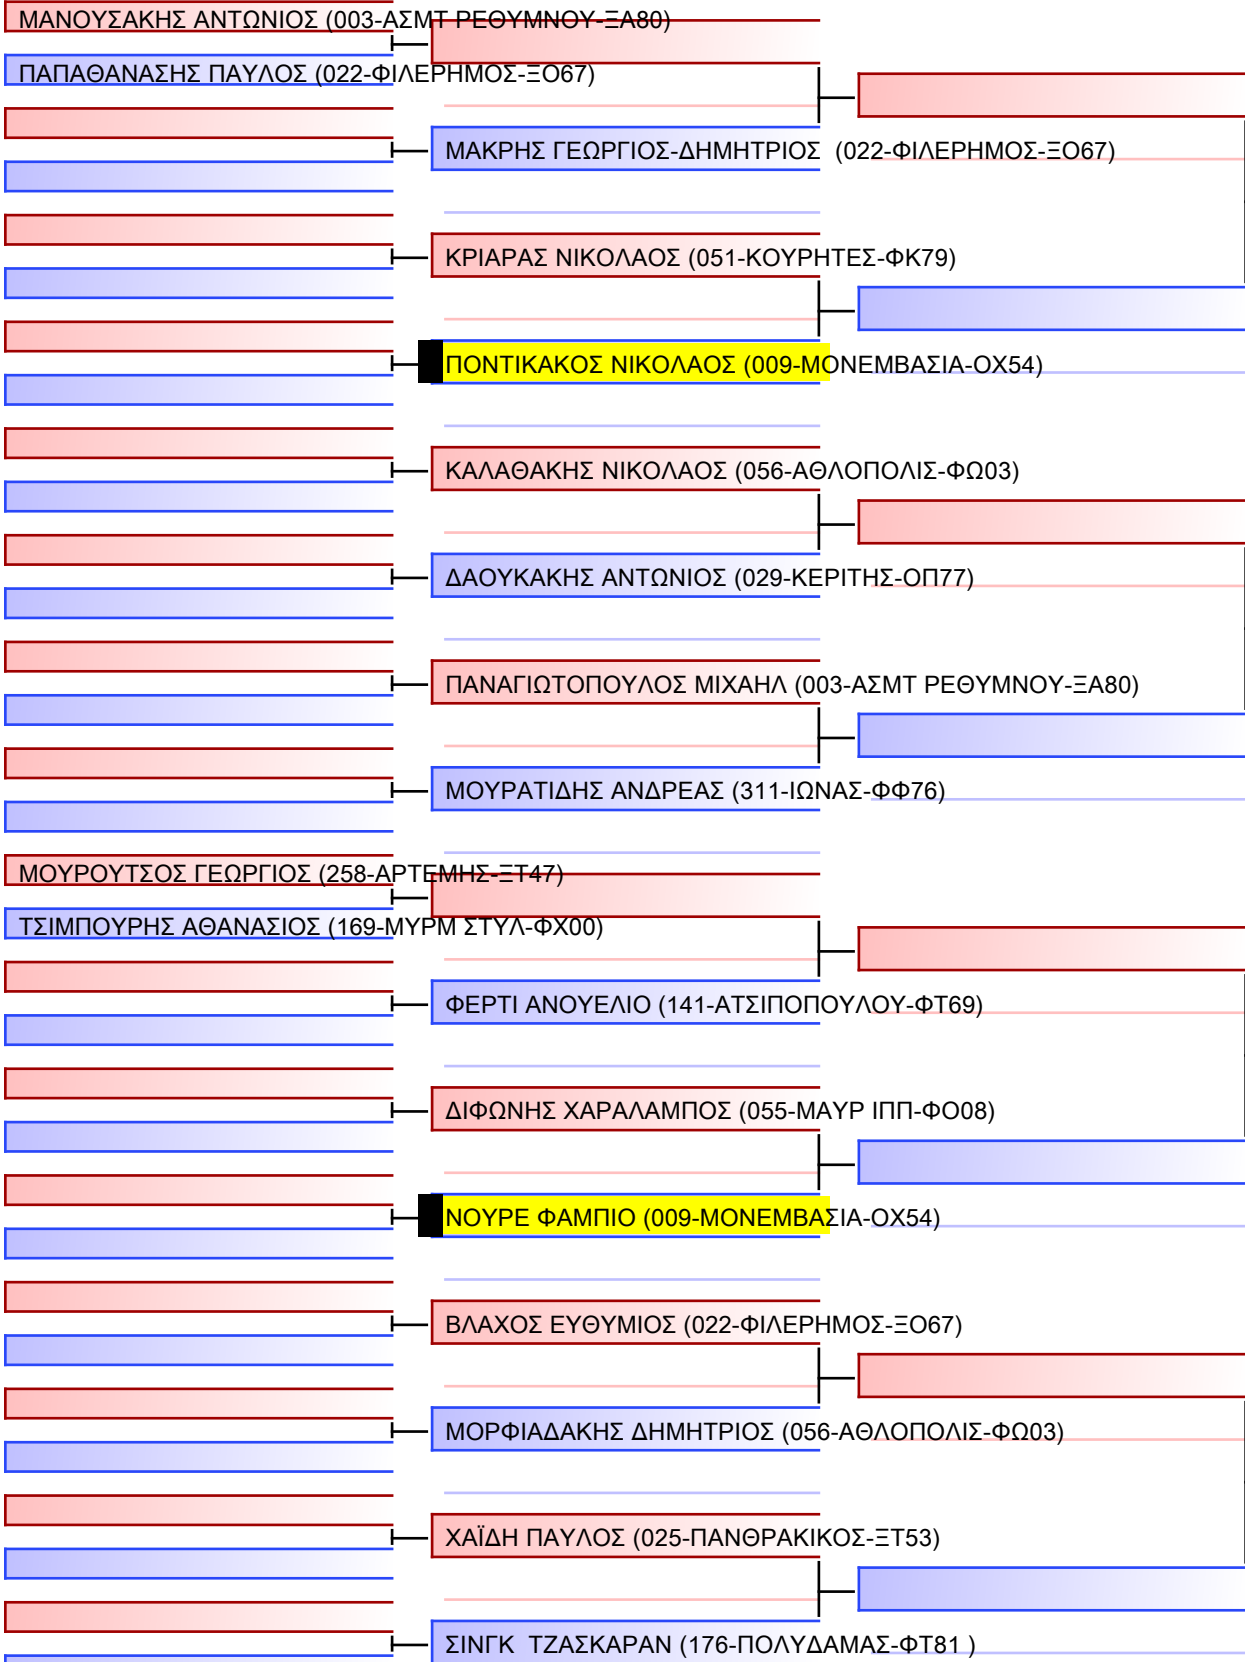 ΜΑΝΟΥΣΑΚΗΣ ΑΝΤΩΝΙΟΣ (003-ΑΣΜΤ ΡΕΘΥΜΝΟΥ-ΞΑ80)
ΠΑΠΑΘΑΝΑΣΗΣ ΠΑΥΛΟΣ (022-ΦΙΛΕΡΗΜΟΣ-ΞΟ67)
ΜΑΚΡΗΣ ΓΕΩΡΓΙΟΣ-ΔΗΜΗΤΡΙΟΣ (022-ΦΙΛΕΡΗΜΟΣ-ΞΟ67)
ΚΡΙΑΡΑΣ ΝΙΚΟΛΑΟΣ (051-ΚΟΥΡΗΤΕΣ-ΦΚ79)
ΠΟΝΤΙΚΑΚΟΣ ΝΙΚΟΛΑΟΣ (009-ΜΟΝΕΜΒΑΣΙΑ-ΟΧ54)
ΚΑΛΑΘΑΚΗΣ ΝΙΚΟΛΑΟΣ (056-ΑΘΛΟΠΟΛΙΣ-ΦΩ03)
ΔΑΟΥΚΑΚΗΣ ΑΝΤΩΝΙΟΣ (029-ΚΕΡΙΤΗΣ-ΟΠ77)
ΠΑΝΑΓΙΩΤΟΠΟΥΛΟΣ ΜΙΧΑΗΛ (003-ΑΣΜΤ ΡΕΘΥΜΝΟΥ-ΞΑ80)
ΜΟΥΡΑΤΙΔΗΣ ΑΝΔΡΕΑΣ (311-ΙΩΝΑΣ-ΦΦ76)
ΜΟΥΡΟΥΤΣΟΣ ΓΕΩΡΓΙΟΣ (258-ΑΡΤΕΜΗΣ-ΞΤ47)
ΤΣΙΜΠΟΥΡΗΣ ΑΘΑΝΑΣΙΟΣ (169-ΜΥΡΜ ΣΤΥΛ-ΦΧ00)
ΦΕΡΤΙ ΑΝΟΥΕΛΙΟ (141-ΑΤΣΙΠΟΠΟΥΛΟΥ-ΦΤ69)
ΔΙΦΩΝΗΣ ΧΑΡΑΛΑΜΠΟΣ (055-ΜΑΥΡ ΙΠΠ-ΦΟ08)
ΝΟΥΡΕ ΦΑΜΠΙΟ (009-ΜΟΝΕΜΒΑΣΙΑ-ΟΧ54)
ΒΛΑΧΟΣ ΕΥΘΥΜΙΟΣ (022-ΦΙΛΕΡΗΜΟΣ-ΞΟ67)
ΜΟΡΦΙΑΔΑΚΗΣ ΔΗΜΗΤΡΙΟΣ (056-ΑΘΛΟΠΟΛΙΣ-ΦΩ03)
ΧΑΪΔΗ ΠΑΥΛΟΣ (025-ΠΑΝΘΡΑΚΙΚΟΣ-ΞΤ53)
ΣΙΝΓΚ ΤΖΑΣΚΑΡΑΝ (176-ΠΟΛΥΔΑΜΑΣ-ΦΤ81 )